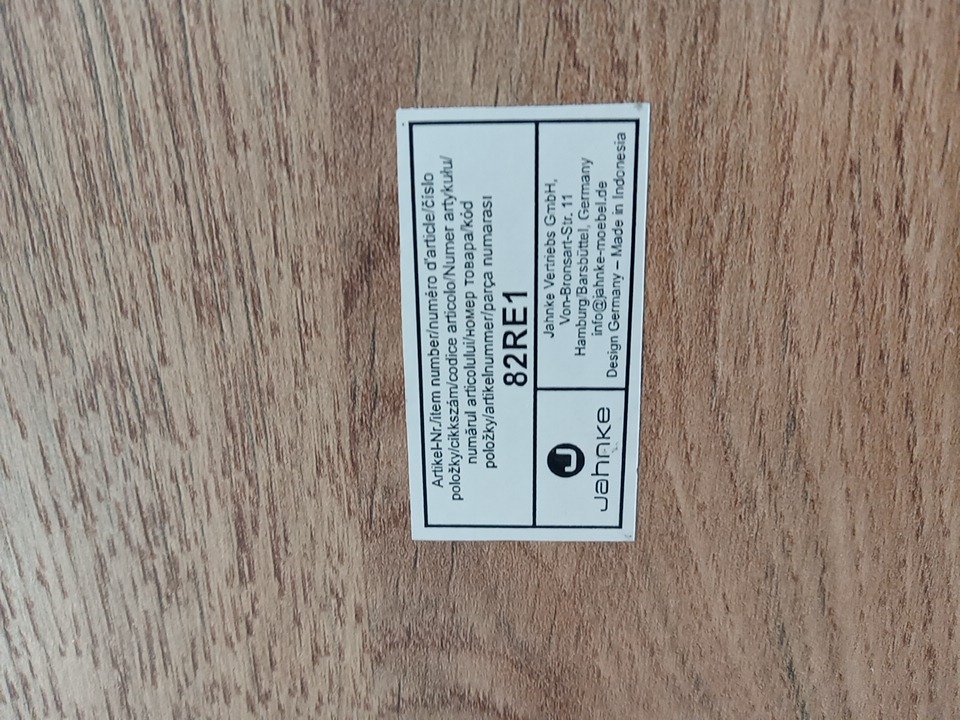 Artikel-Nr./item number/numéro d'article/číslo
položky/cikkszám/codice articolo/Numer artykułu/
numărul articolului/номер товара/kód
položky/artikelnummer/parça numarası
82RE1
J
Jahnke
Jahnke Vertriebs GmbH,
Von-Bronsart-Str. 11
Hamburg/Barsbüttel, Germany
info@jahnke-moebel.de
Design Germany – Made in Indonesia